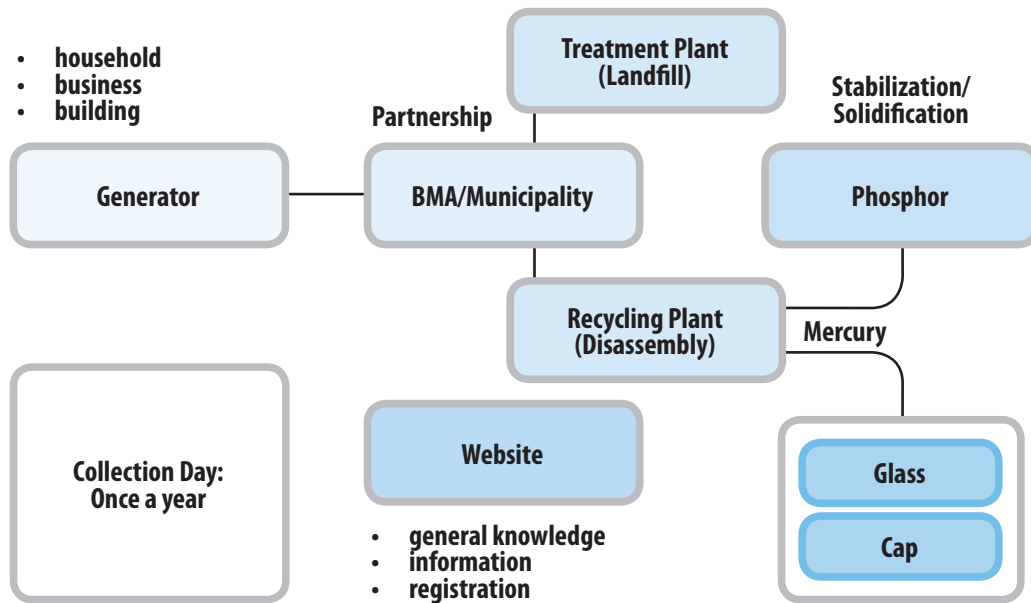 • household
• business
• building
Treatment Plant
(Landfill)
Stabilization/
Solidification
Partnership
Generator
BMA/Municipality
Phosphor
Recycling Plant
(Disassembly)
Mercury
Collection Day:
Once a year
Website
Glass
Cap
• general knowledge
• information
• registration